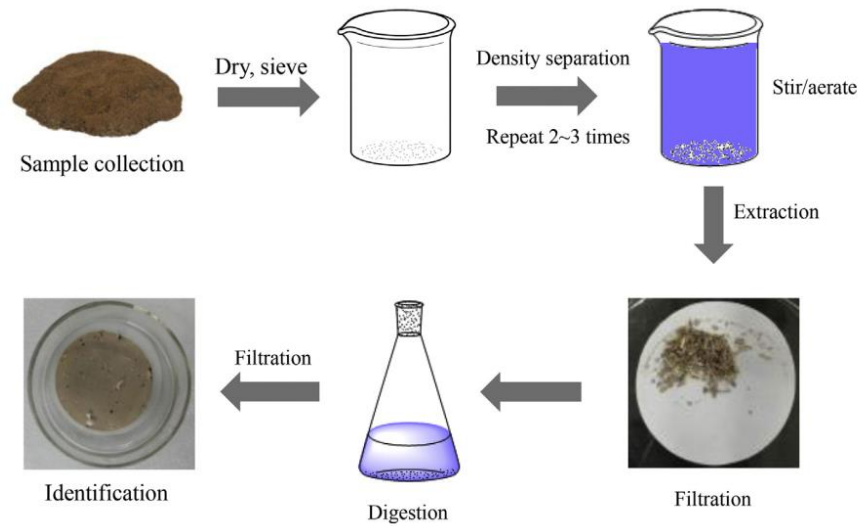 Sample collection
Dry, sieve
Density separation
Repeat 2~3 times
Stir/aerate
Extraction
Filtration
Digestion
Filtration
Identification